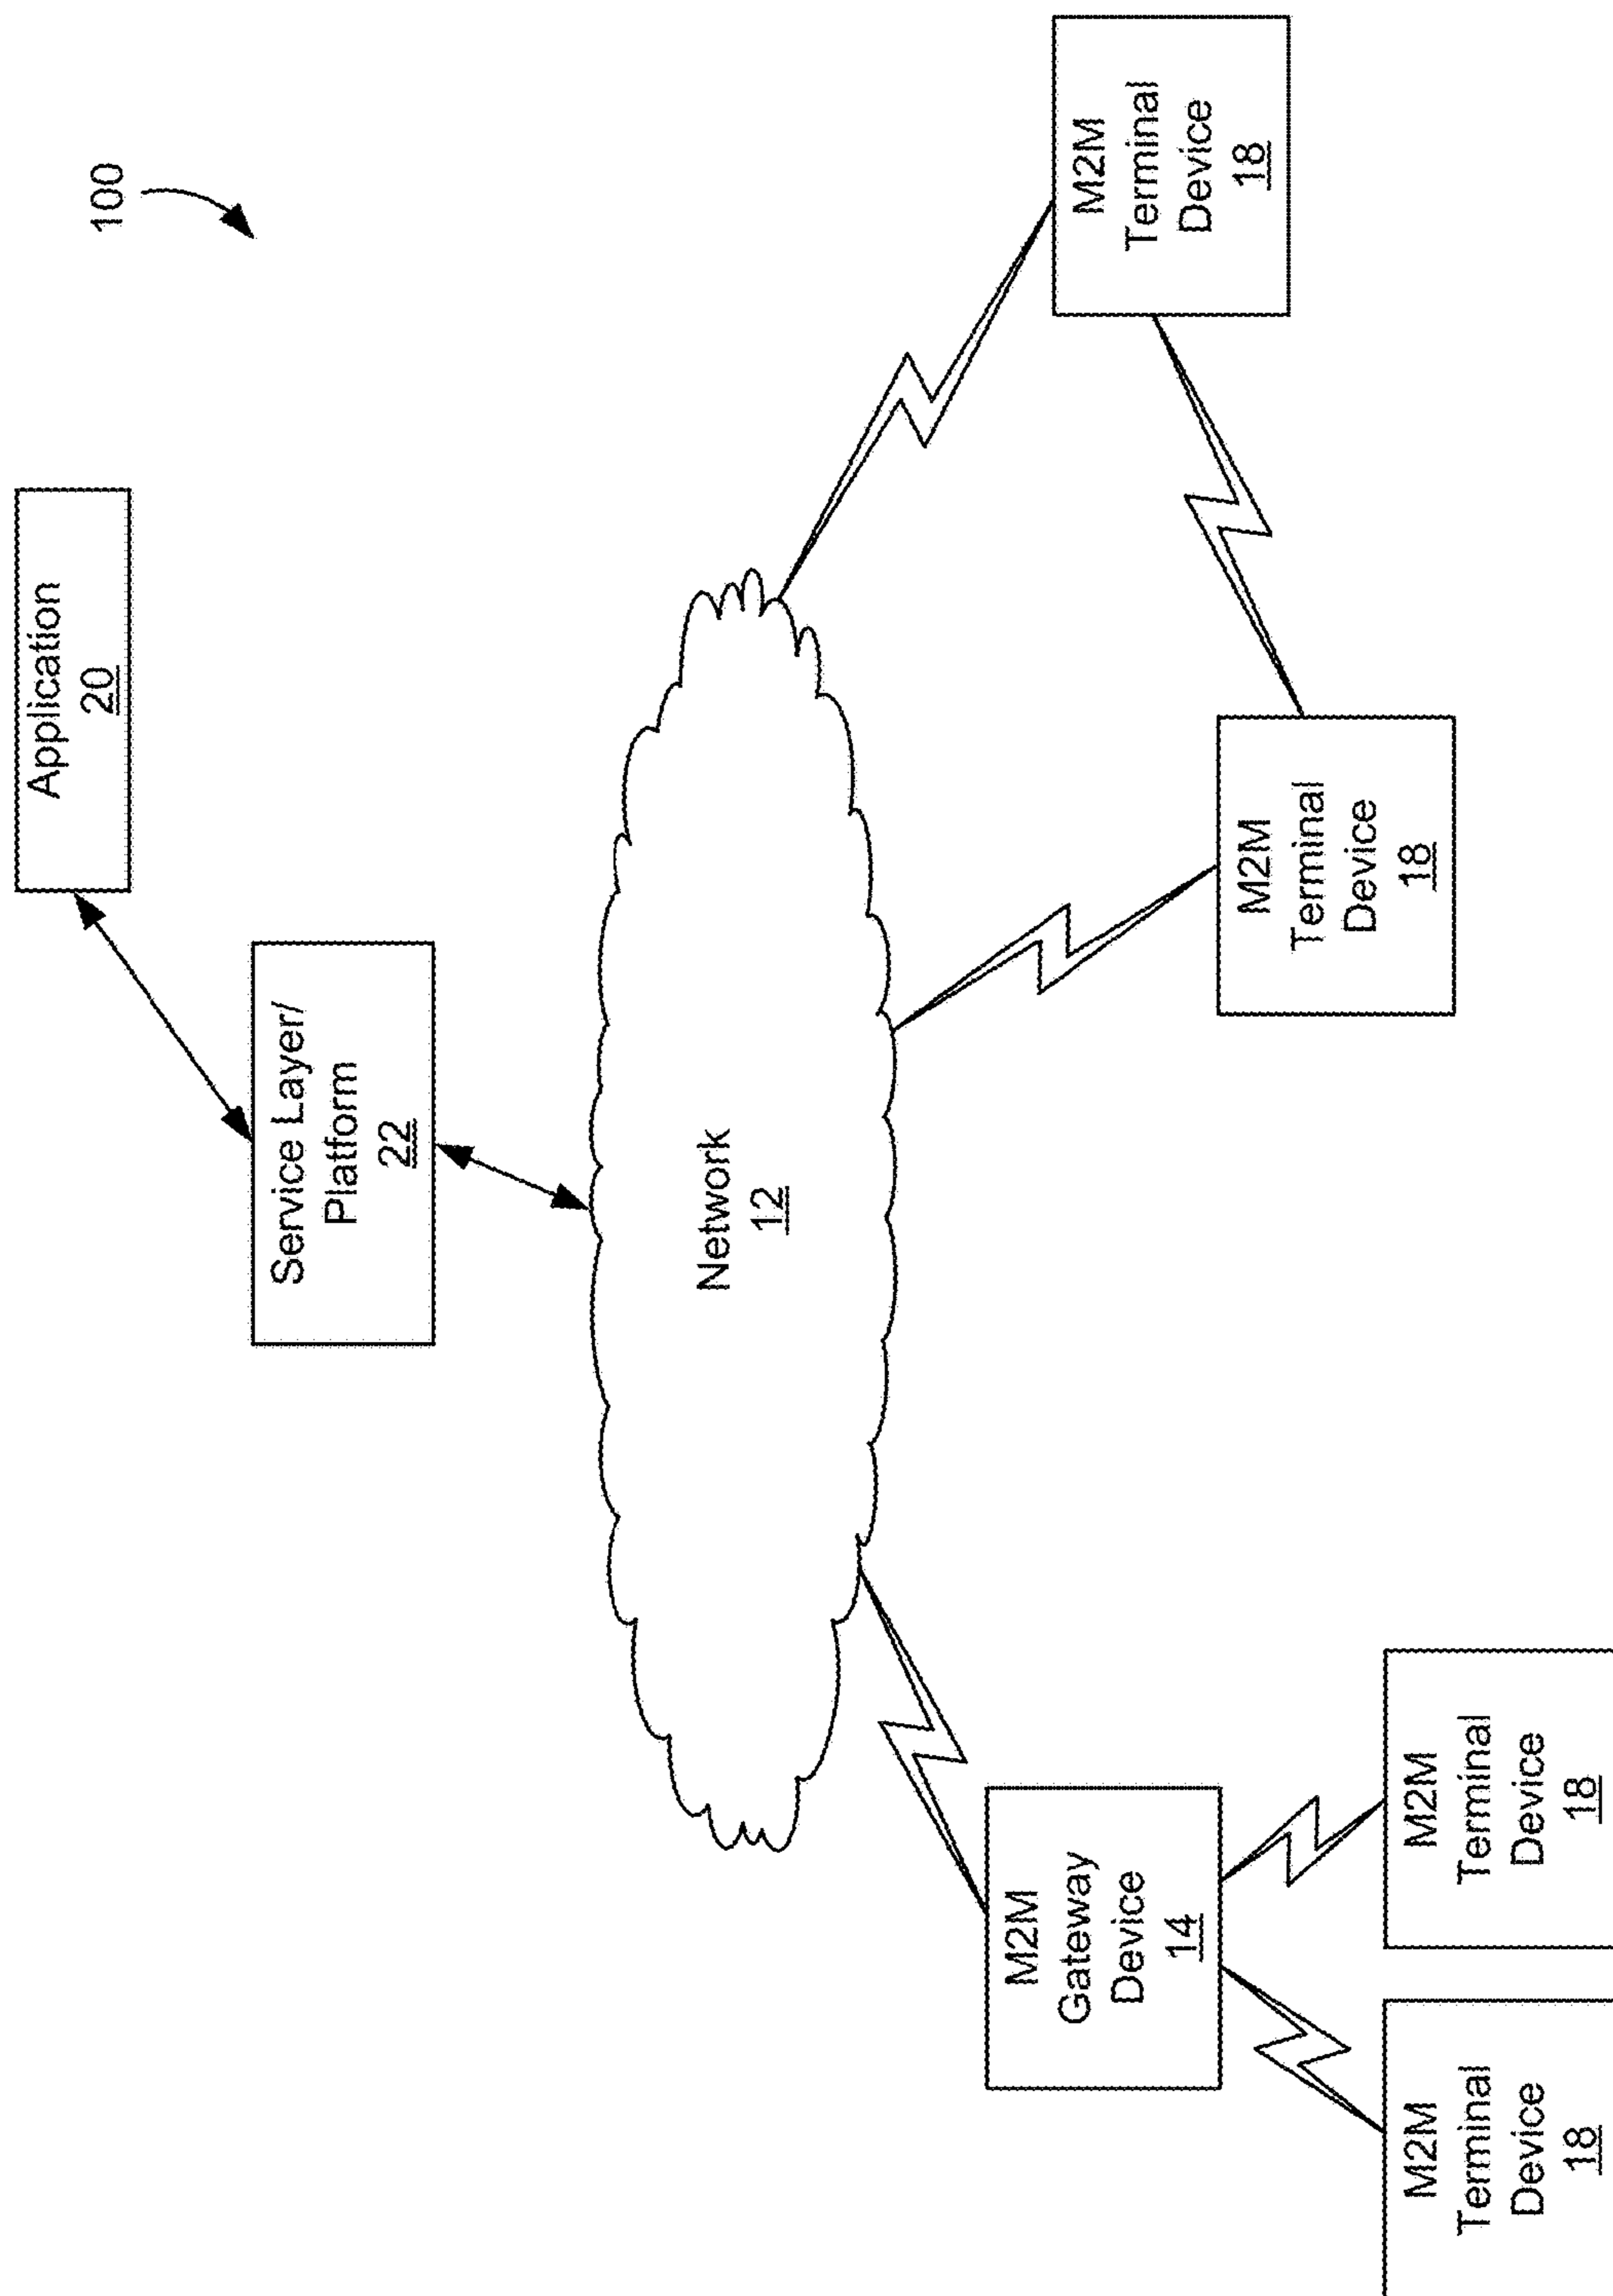 100
Application
20
Service Layer/
Platform
22
Network
12
M2M
Gateway
Device
14
M2M
Terminal
Device
18
M2M
Terminal
Device
18
M2M
Terminal
Device
18
M2M
Terminal
Device
18